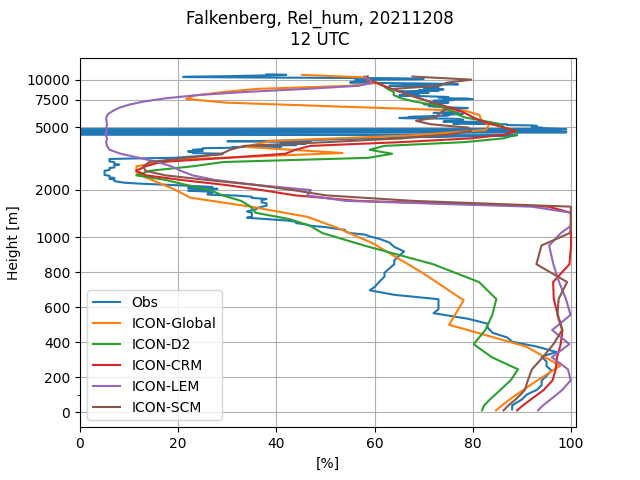 Falkenberg, Rel_hum, 20211208
12 UTC
10000
7500
5000
2000
1000
800
600
400
200
0
Height [m]
Obs
ICON-Global
ICON-D2
ICON-CRM
ICON-LEM
ICON-SCM
0 20 40 60 80 100
[%]